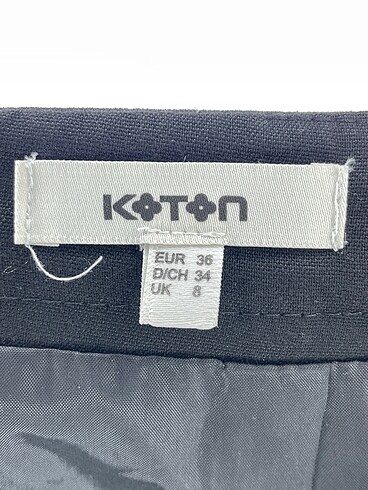 KOTON
EUR 36
D/CH 34
UK 8